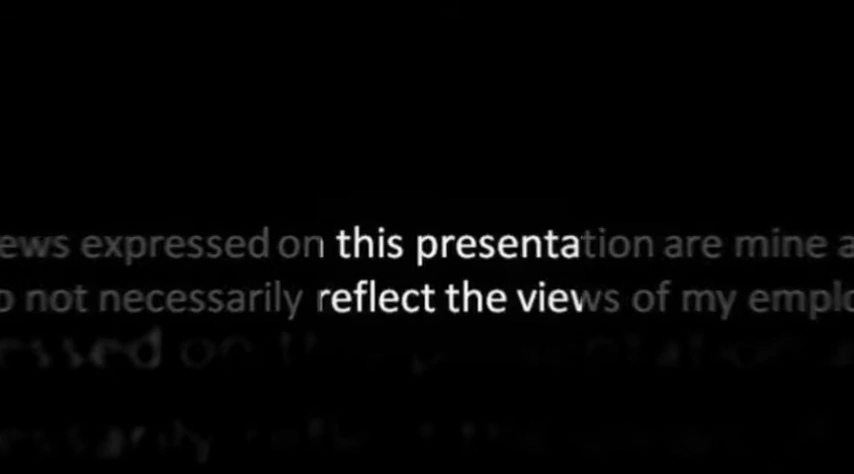 ews expressed on this presentation are mine a
o not necessarily reflect the views of my emplo